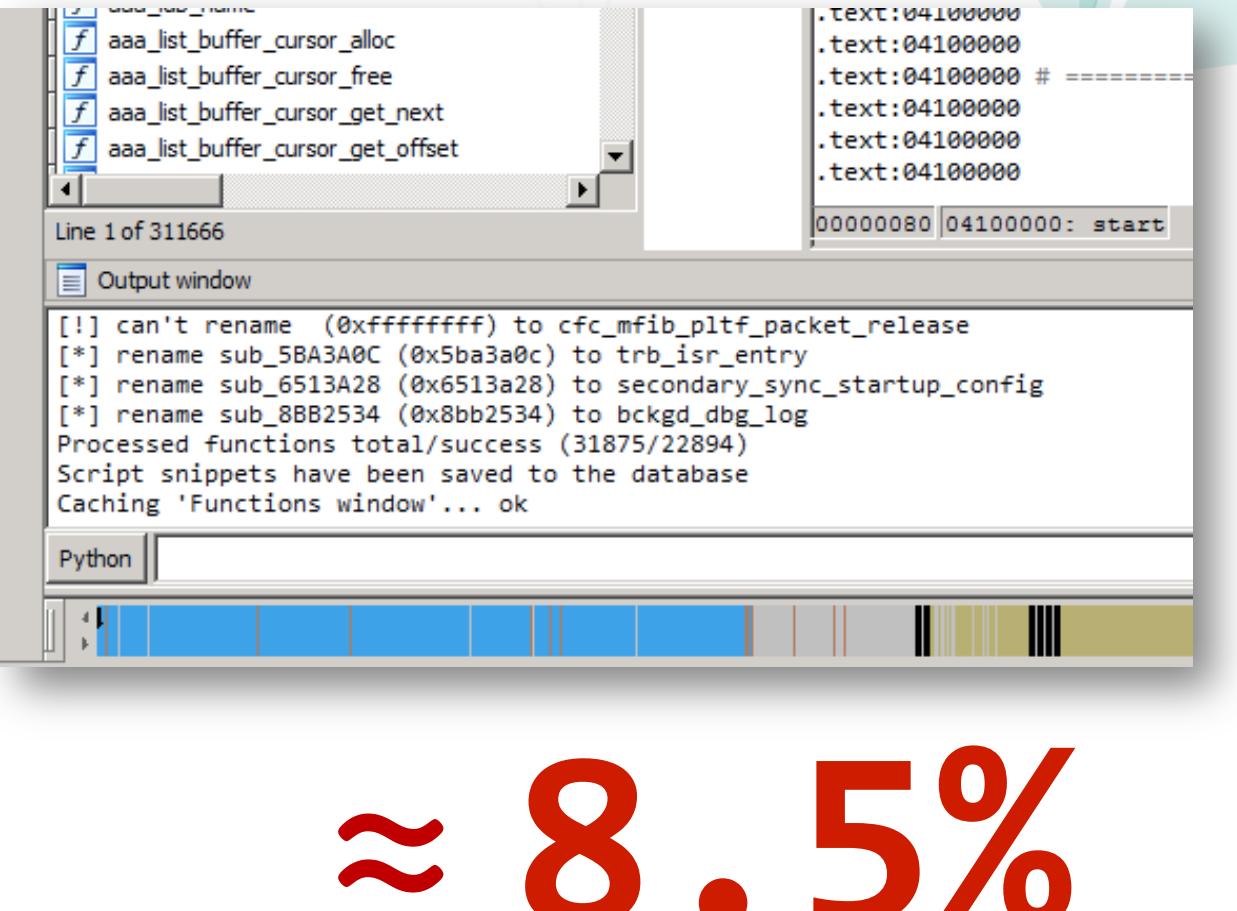 aaa_list_buffer_cursor_alloc
aaa_list_buffer_cursor_free
aaa_list_buffer_cursor_get_next
aaa_list_buffer_cursor_get_offset
Line 1 of 311666
.text:04100000
.text:04100000
.text:04100000 # =========
.text:04100000
.text:04100000
.text:04100000
00000080 04100000: start
Output window
[!] can't rename  (0xffffffff) to cfc_mfib_pltf_packet_release
[*] rename sub_5BA3A0C (0x5ba3a0c) to trb_isr_entry
[*] rename sub_6513A28 (0x6513a28) to secondary_sync_startup_config
[*] rename sub_8BB2534 (0x8bb2534) to bckgd_dbg_log
Processed functions total/success (31875/22894)
Script snippets have been saved to the database
Caching 'Functions window'... ok
Python
≈ 8.5%